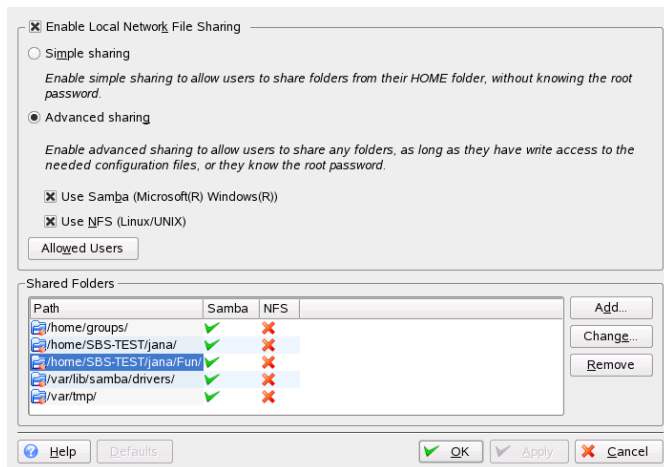 Enable Local Network File Sharing
Simple sharing
Enable simple sharing to allow users to share folders from their HOME folder, without knowing the root
password.
Advanced sharing
Enable advanced sharing to allow users to share any folders, as long as they have write access to the
needed configuration files, or they know the root password.
Use Samba (Microsoft(R) Windows(R))
Use NFS (Linux/UNIX)
Allowed Users
Shared Folders
Path Samba NFS
/home/groups/
/home/SBS-TEST/jana/
/home/SBS-TEST/jana/Fun/
/var/lib/samba/drivers/
/var/tmp/
Add...
Change...
Remove
Help Defaults OK Apply Cancel